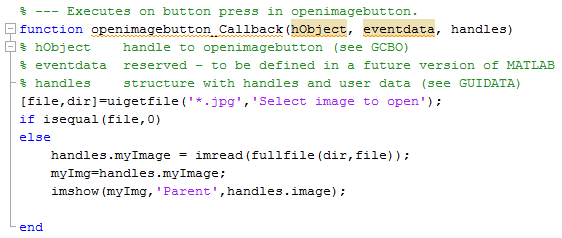 % --- Executes on button press in openimagebutton.
function openimagebutton_Callback(hObject, eventdata, handles)
% hObject    handle to openimagebutton (see GCBO)
% eventdata  reserved - to be defined in a future version of MATLAB
% handles    structure with handles and user data (see GUIDATA)
[file,dir]=uigetfile('*.jpg','Select image to open');
if isequal(file,0)
else
    handles.myImage = imread(fullfile(dir,file));
    myImg=handles.myImage;
    imshow(myImg,'Parent',handles.image);
end